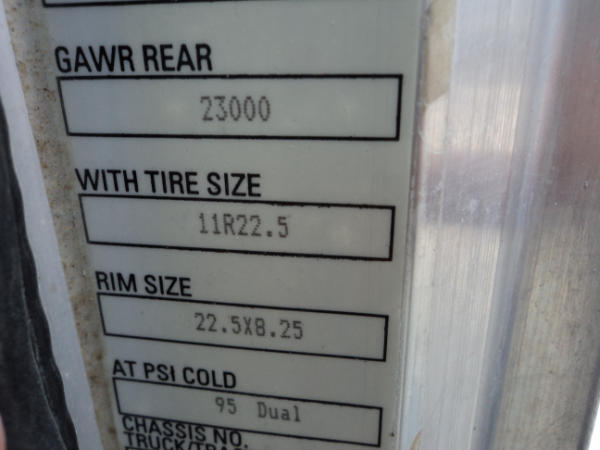 GAWR REAR
23000
WITH TIRE SIZE
11R22.5
RIM SIZE
22.5X8.25
AT PSI COLD
95 Dual
CHASSIS NO.